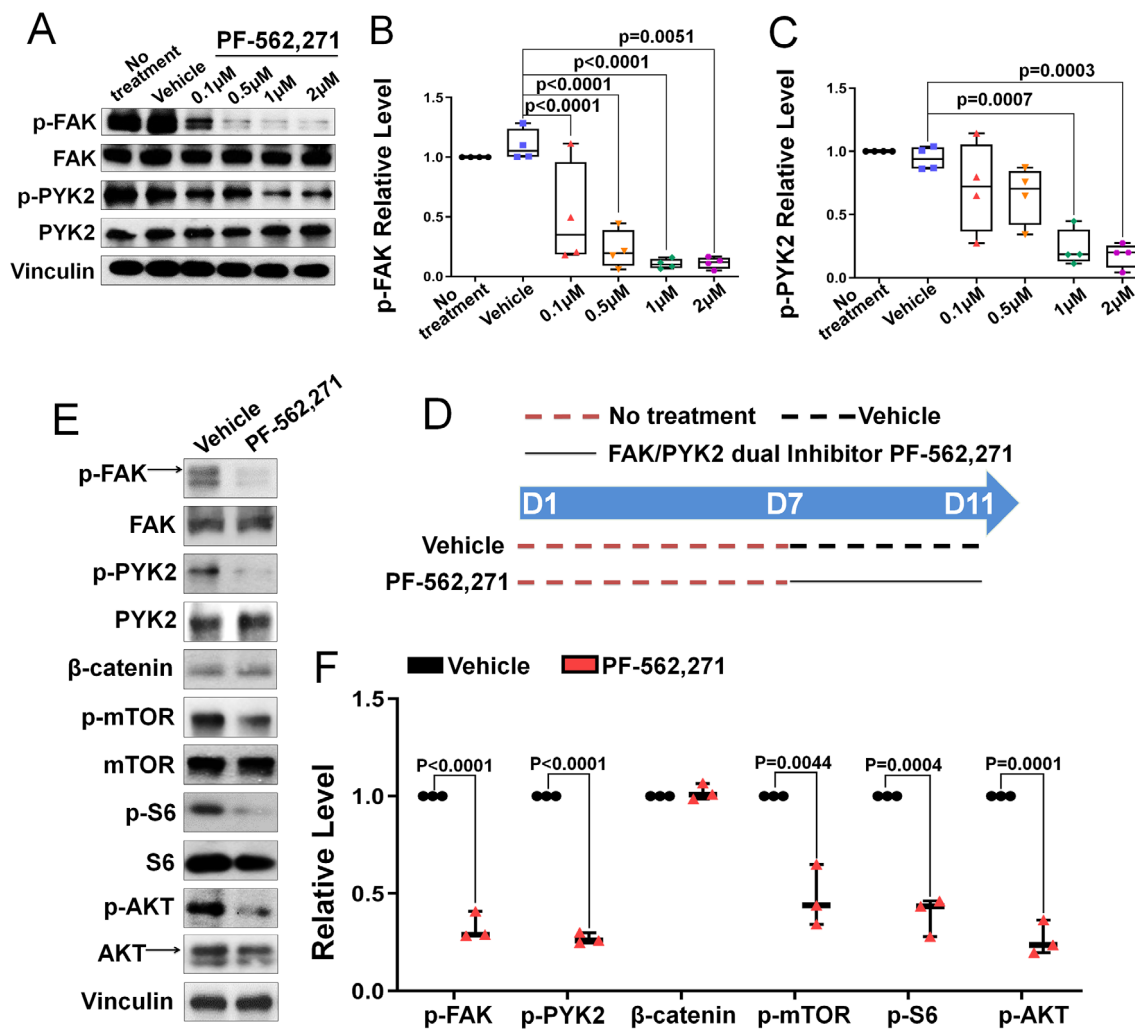 A
PF-562,271
No treatment
Vehicle
0.1μM
0.5μM
1μM
2μM
p-FAK
FAK
p-PYK2
PYK2
Vinculin
B
p=0.0051
p<0.0001
p<0.0001
p<0.0001
p-FAK Relative Level
1.5
1.0
0.5
0.0
No treatment
Vehicle
0.1μM
0.5μM
1μM
2μM
C
p=0.0003
p=0.0007
p-PYK2 Relative Level
1.5
1.0
0.5
0.0
No treatment
Vehicle
0.1μM
0.5μM
1μM
2μM
E
Vehicle
PF-562,271
p-FAK
FAK
p-PYK2
PYK2
β-catenin
p-mTOR
mTOR
p-S6
S6
p-AKT
AKT
Vinculin
D
No treatment
Vehicle
FAK/PYK2 dual Inhibitor PF-562,271
D1 D7 D11
Vehicle
PF-562,271
F
Vehicle
PF-562,271
Relative Level
1.5
1.0
0.5
0.0
P<0.0001
P<0.0001
P=0.0044
P=0.0004
P=0.0001
p-FAK
p-PYK2
β-catenin
p-mTOR
p-S6
p-AKT